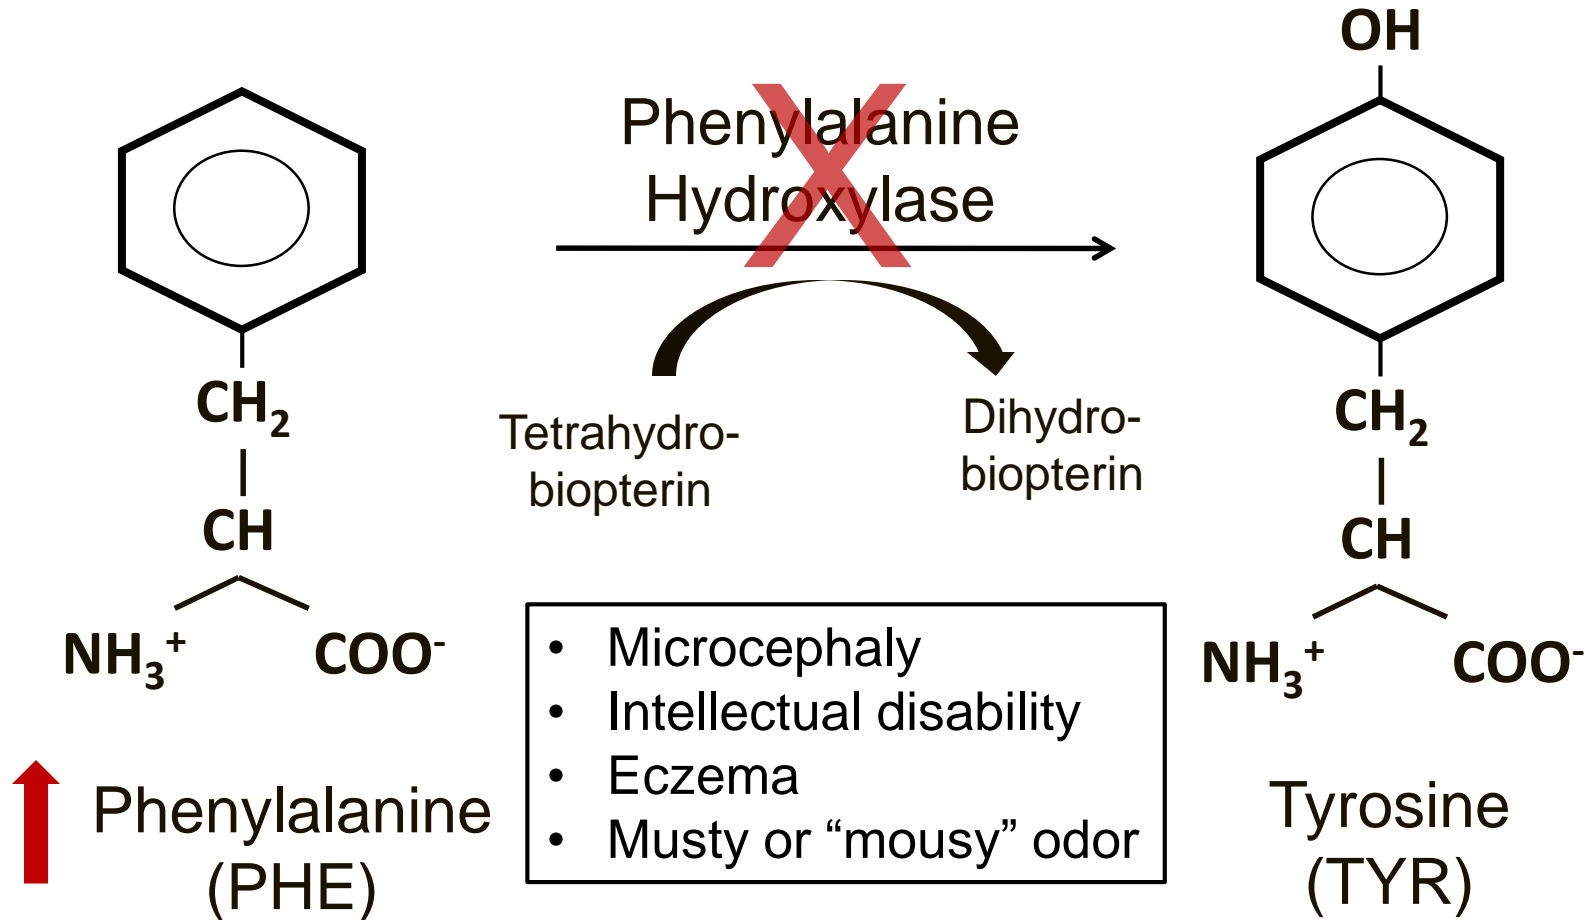 OH
Phenylalanine
Hydroxylase
X
CH₂
CH
NH₃⁺ COO⁻
Tetrahydro-
biopterin
Dihydro-
biopterin
CH₂
CH
NH₃⁺ COO⁻
• Microcephaly
• Intellectual disability
• Eczema
• Musty or “mousy” odor
Phenylalanine
(PHE)
Tyrosine
(TYR)